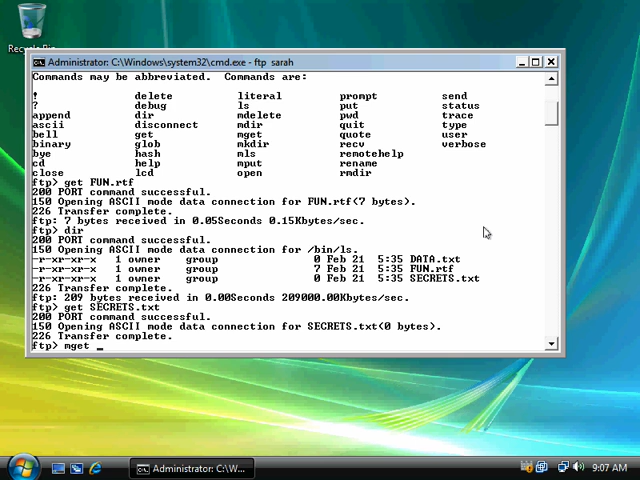 Recycle Bin
Administrator: C:\Windows\system32\cmd.exe - ftp sarah
Commands may be abbreviated.  Commands are:
!               delete          literal         prompt          send
?               debug           ls              put             status
append          dir             mdelete         pwd             trace
ascii           disconnect      mdir            quit            type
bell            get             mget            quote           user
binary          glob            mkdir           recv            verbose
bye             hash            mls             remotehelp
cd              help            mput            rename
close           lcd             open            rmdir
ftp> get FUN.rtf
200 PORT command successful.
150 Opening ASCII mode data connection for FUN.rtf(7 bytes).
226 Transfer complete.
ftp: 7 bytes received in 0.05Seconds 0.15Kbytes/sec.
ftp> dir
200 PORT command successful.
150 Opening ASCII mode data connection for /bin/ls.
-r-xr-xr-x   1 owner    group               0 Feb 21  5:35 DATA.txt
-r-xr-xr-x   1 owner    group               7 Feb 21  5:35 FUN.rtf
-r-xr-xr-x   1 owner    group               0 Feb 21  5:35 SECRETS.txt
226 Transfer complete.
ftp: 209 bytes received in 0.00Seconds 209000.00Kbytes/sec.
ftp> get SECRETS.txt
200 PORT command successful.
150 Opening ASCII mode data connection for SECRETS.txt(0 bytes).
226 Transfer complete.
ftp> mget _
Administrator: C:\W...
9:07 AM